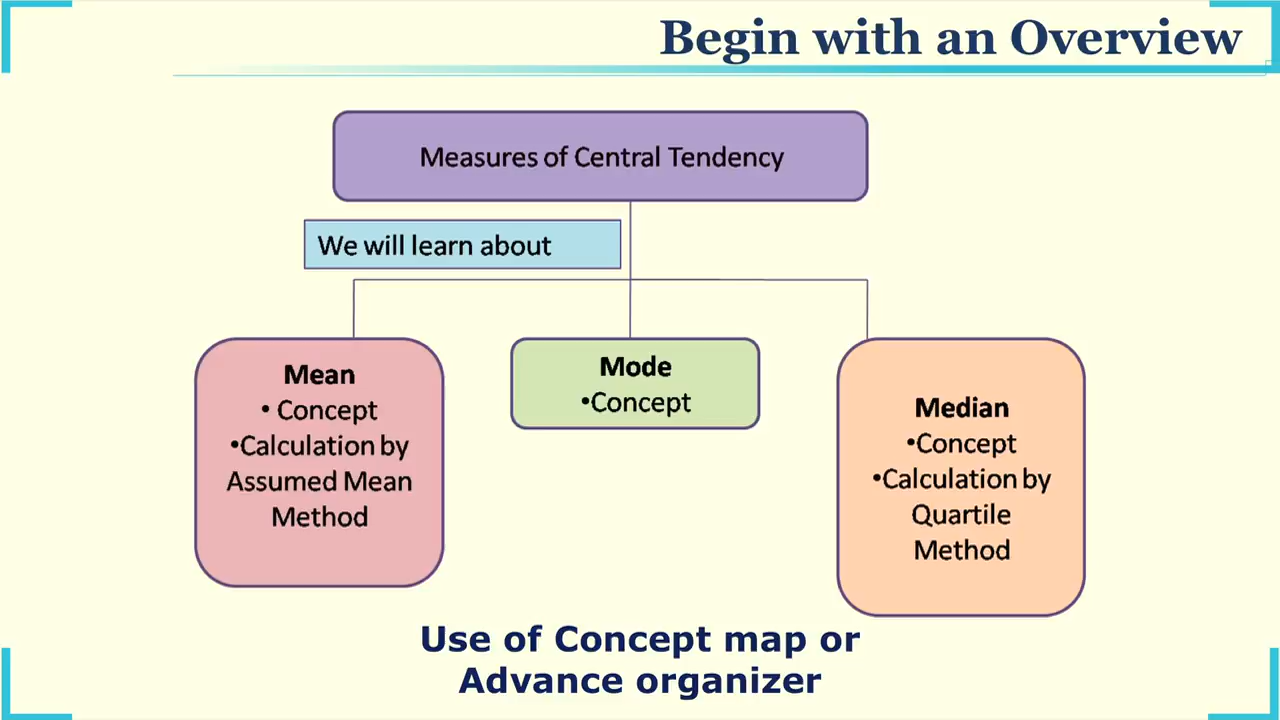 Begin with an Overview
Measures of Central Tendency
We will learn about
Mean
• Concept
•Calculation by
Assumed Mean
Method
Mode
•Concept
Median
•Concept
•Calculation by
Quartile
Method
Use of Concept map or
Advance organizer